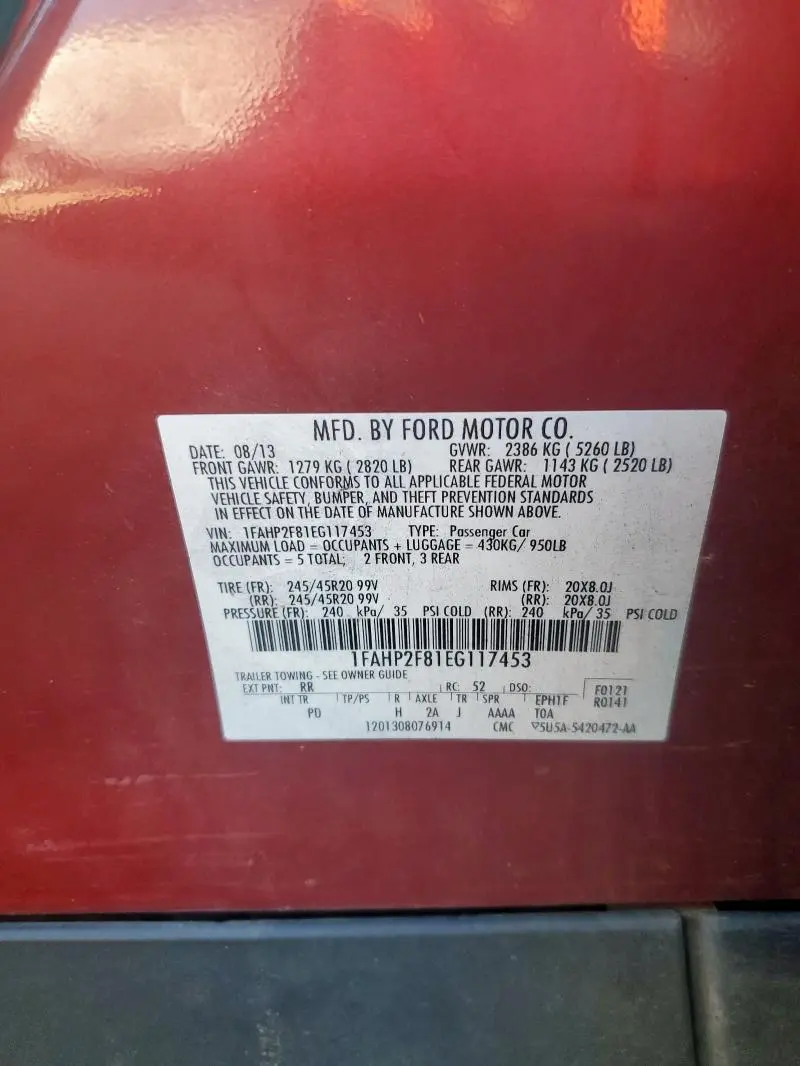 MFD. BY FORD MOTOR CO.
DATE: 08/13 GVWR: 2386 KG ( 5260 LB)
FRONT GAWR: 1279 KG ( 2820 LB) REAR GAWR: 1143 KG ( 2520 LB)
THIS VEHICLE CONFORMS TO ALL APPLICABLE FEDERAL MOTOR
VEHICLE SAFETY, BUMPER, AND THEFT PREVENTION STANDARDS
IN EFFECT ON THE DATE OF MANUFACTURE SHOWN ABOVE.
VIN: 1FAHP2F81EG117453 TYPE: Passenger Car
MAXIMUM LOAD = OCCUPANTS + LUGGAGE = 430KG/ 950LB
OCCUPANTS = 5 TOTAL; 2 FRONT, 3 REAR
TIRE (FR): 245/45R20 99V RIMS (FR): 20X8.0J
(RR): 245/45R20 99V (RR): 20X8.0J
PRESSURE (FR): 240 kPa/ 35 PSI COLD (RR): 240 kPa/ 35 PSI COLD
1FAHP2F81EG117453
TRAILER TOWING - SEE OWNER GUIDE
EXT PNT: RR RC: 52 DSO: F0121
INT TR TP/PS R AXLE TR SPR EPH1F R0141
PD H 2A J AAAA T0A
1201308076914 CMC ▽5U5A-5420472-AA